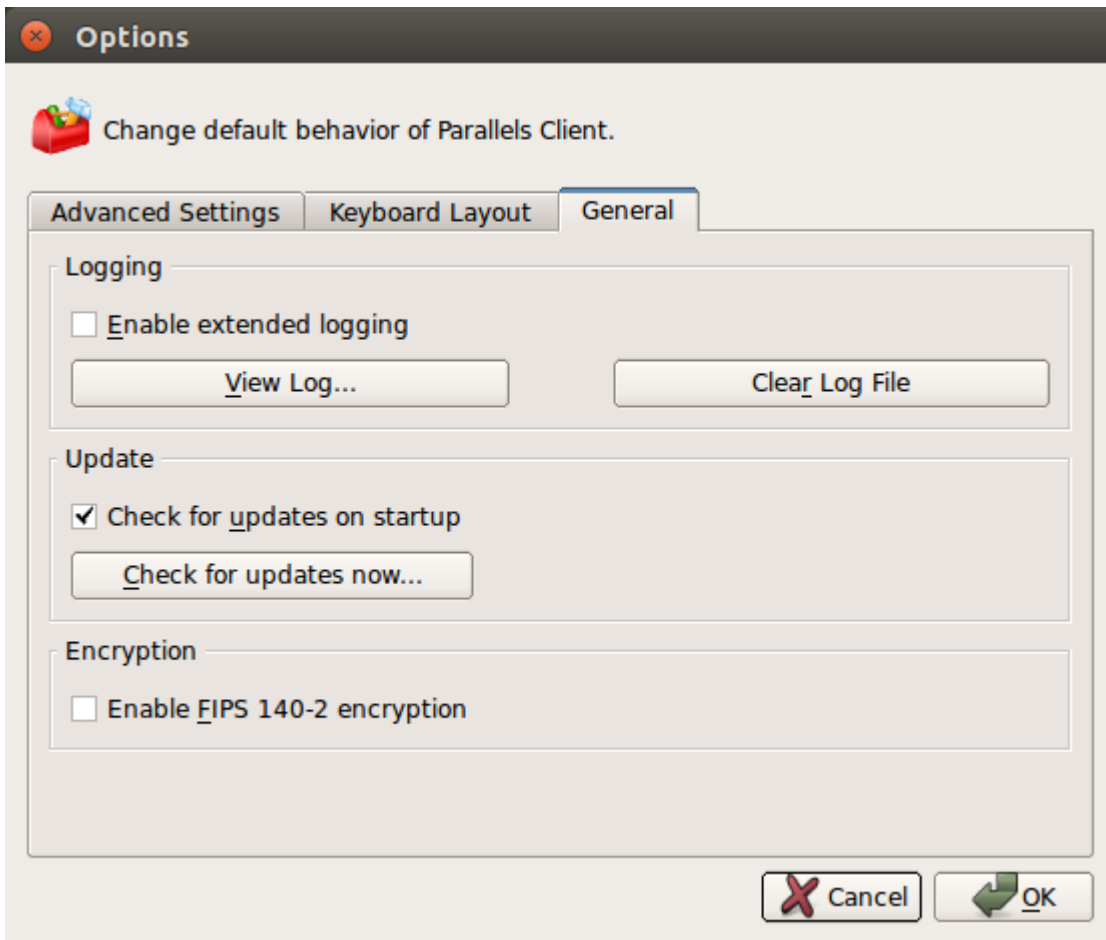 Options
Change default behavior of Parallels Client.
Advanced Settings Keyboard Layout General
Logging
Enable extended logging
View Log... Clear Log File
Update
Check for updates on startup
Check for updates now...
Encryption
Enable FIPS 140-2 encryption
Cancel OK